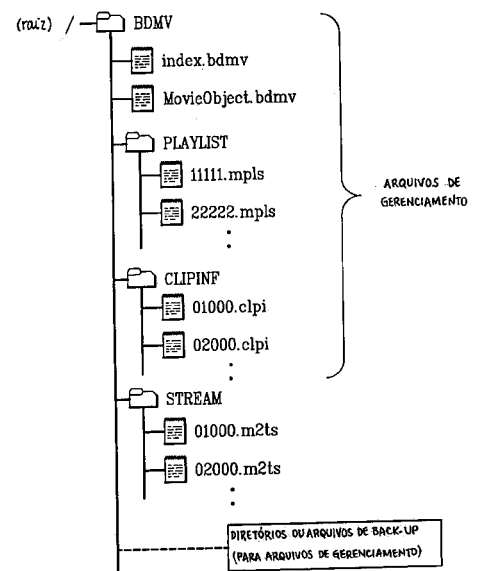 (raiz) / BDMV
index.bdmv
MovieObject.bdmv
PLAYLIST
11111.mpls
22222.mpls
ARQUIVOS DE
GERENCIAMENTO
CLIPINF
01000.clpi
02000.clpi
STREAM
01000.m2ts
02000.m2ts
DIRETÓRIOS OU ARQUIVOS DE BACK-UP
(PARA ARQUIVOS DE GERENCIAMENTO)